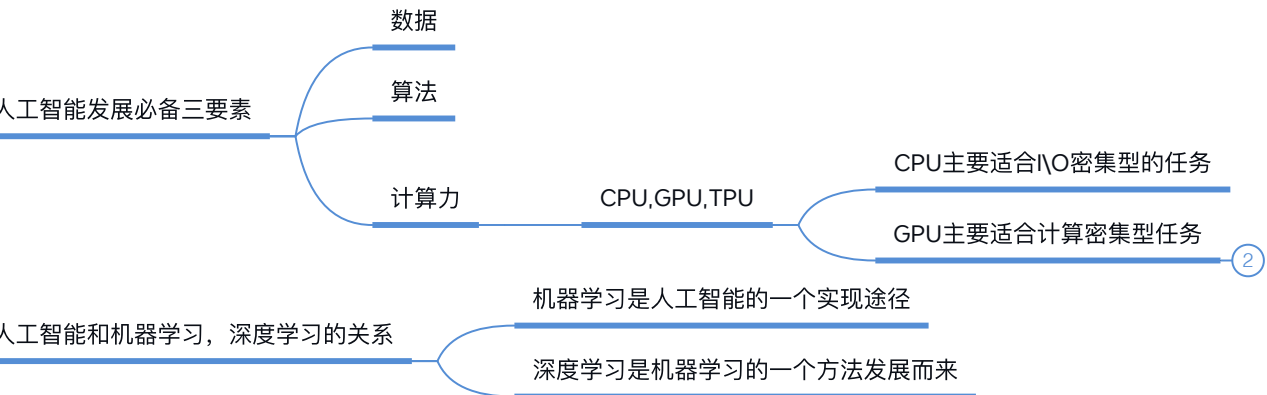 数据
算法
人工智能发展必备三要素
CPU主要适合I\O密集型的任务
计算力
CPU,GPU,TPU
GPU主要适合计算密集型任务
2
机器学习是人工智能的一个实现途径
人工智能和机器学习，深度学习的关系
深度学习是机器学习的一个方法发展而来